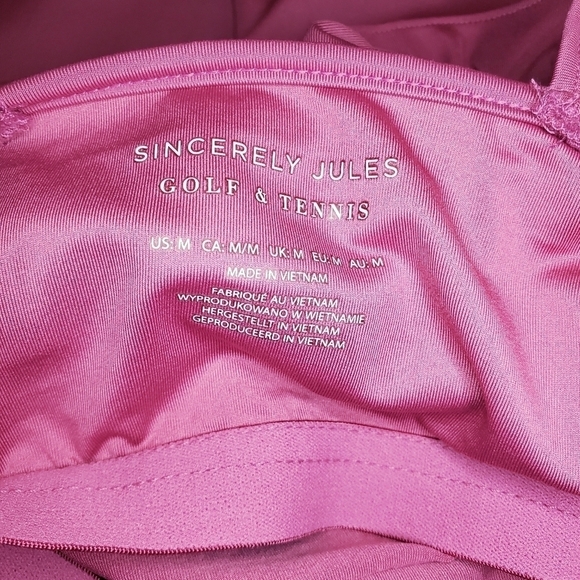 SINCERELY JULES
GOLF & TENNIS
US: M CA: M/M UK: M EU: M AU: M
MADE IN VIETNAM
FABRIQUÉ AU VIETNAM
WYPRODUKOWANO W WIETNAMIE
HERGESTELLT IN VIETNAM
GEPRODUCEERD IN VIETNAM